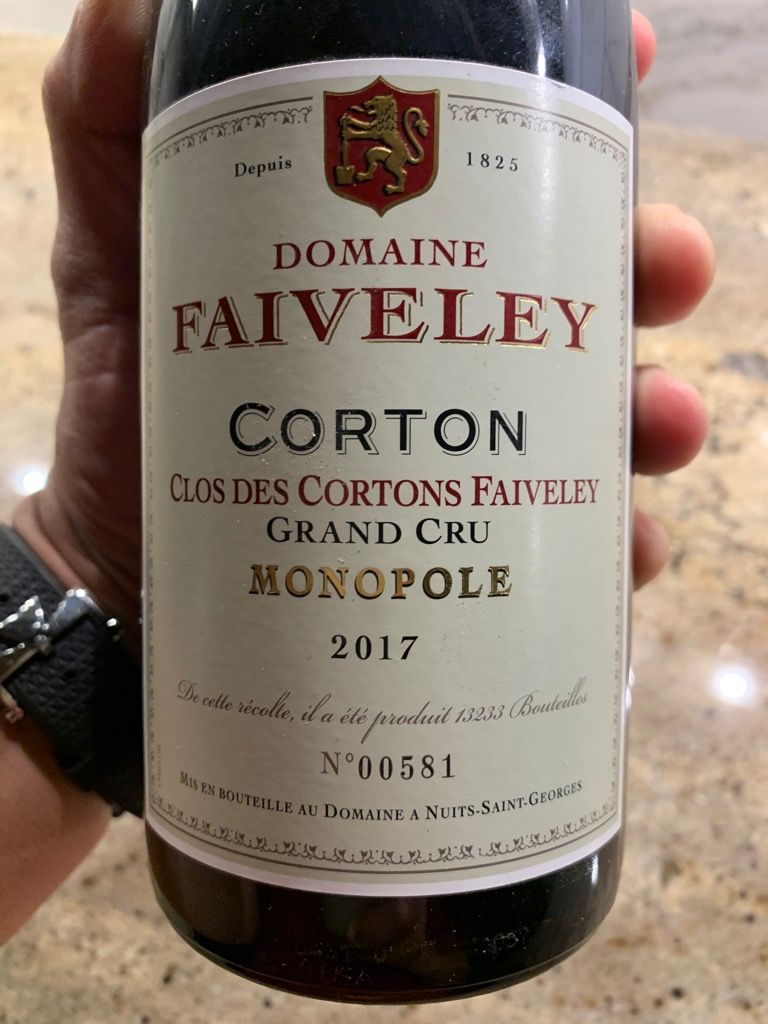 Depuis 1825
DOMAINE
FAIVELEY
CORTON
CLOS DES CORTONS FAIVELEY
GRAND CRU
MONOPOLE
2017
De cette récolte, il a été produit 13233 Bouteilles
N°00581
MIS EN BOUTEILLE AU DOMAINE A NUITS-SAINT-GEORGES
USA